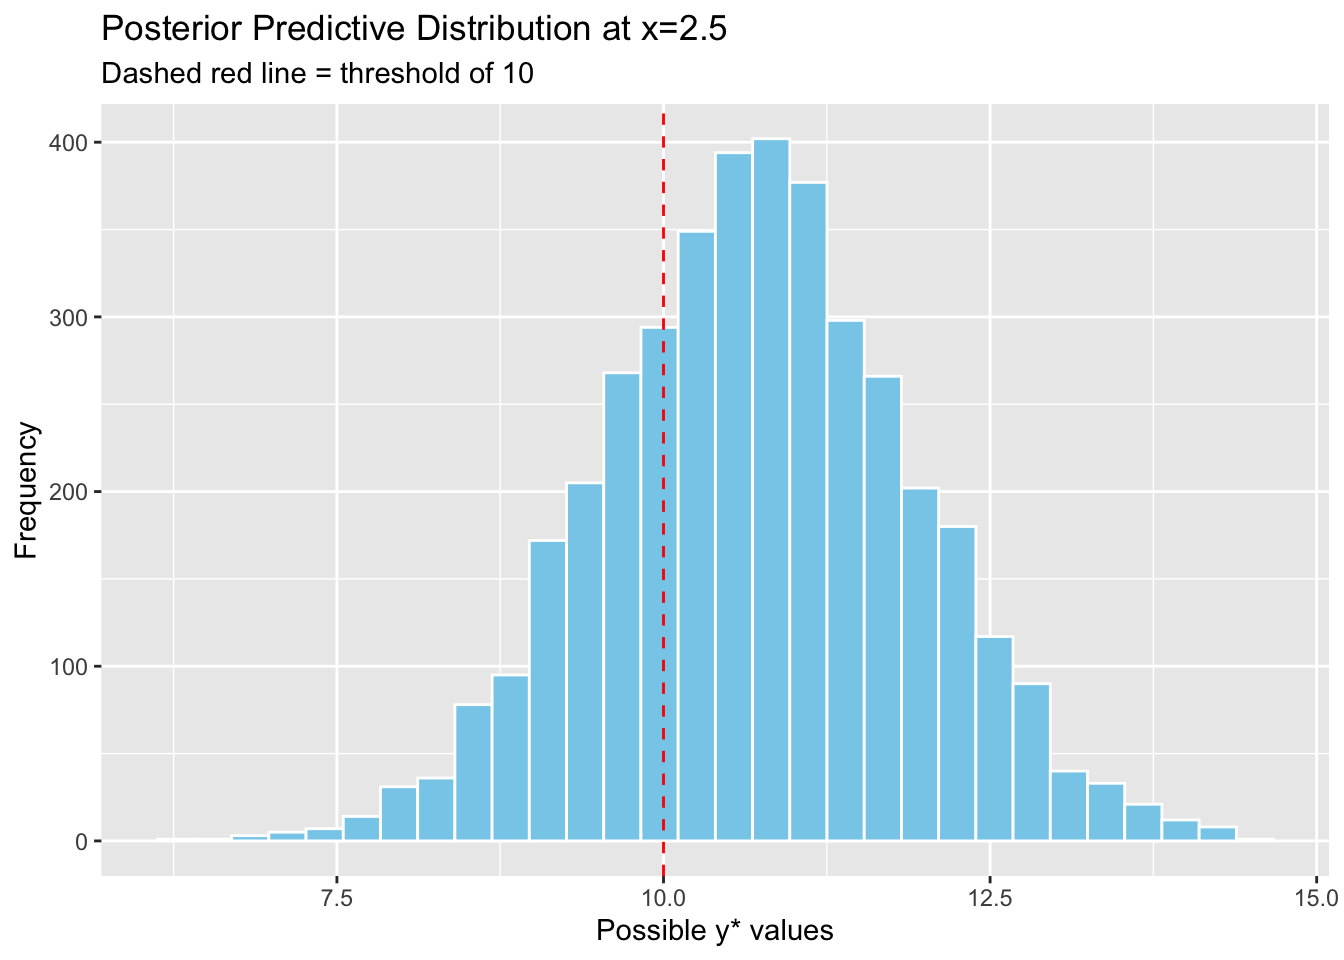 Posterior Predictive Distribution at x=2.5
Dashed red line = threshold of 10
400
300
200
100
0
Frequency
7.5
10.0
12.5
15.0
Possible y* values